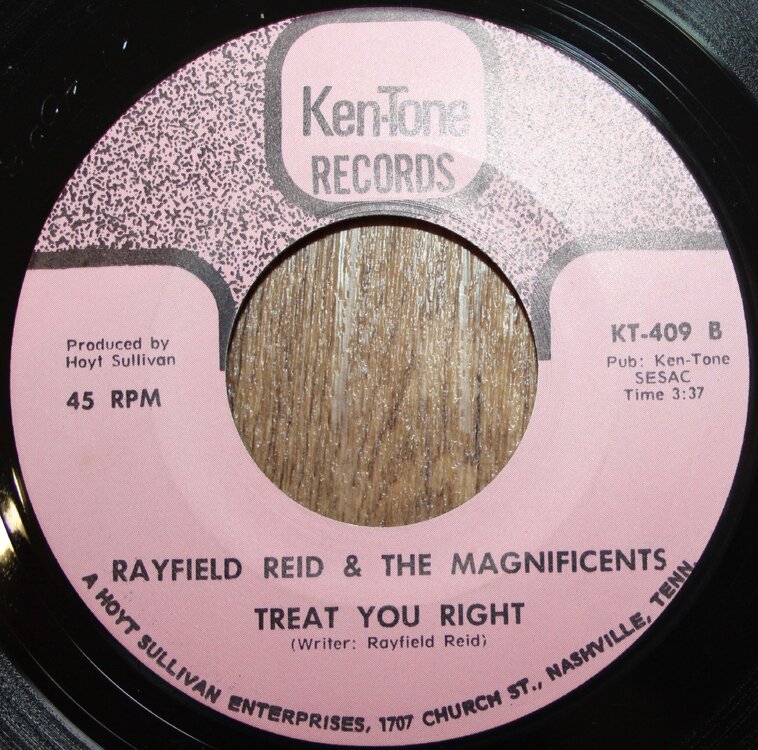 Ken-Tone
RECORDS
Produced by
Hoyt Sullivan
45 RPM
KT-409 B
Pub: Ken-Tone
SESAC
Time 3:37
RAYFIELD REID & THE MAGNIFICENTS
TREAT YOU RIGHT
(Writer: Rayfield Reid)
A HOYT SULLIVAN ENTERPRISES, 1707 CHURCH ST., NASHVILLE, TENN.